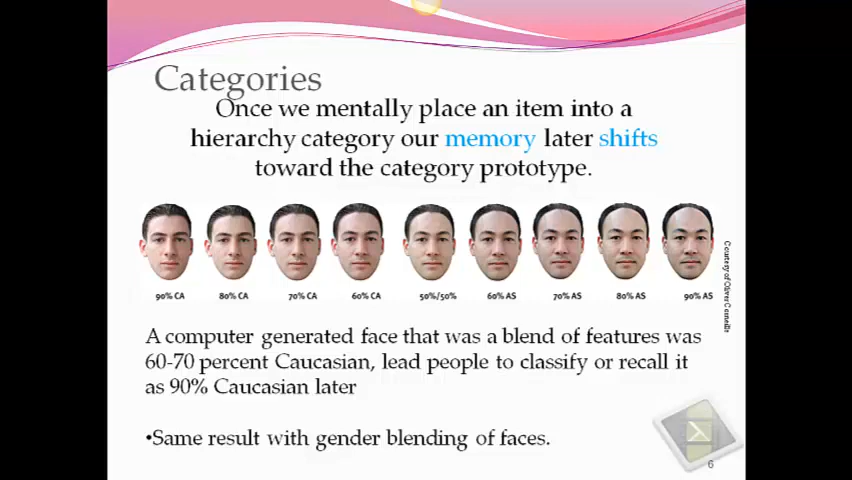 Categories
Once we mentally place an item into a
hierarchy category our memory later shifts
toward the category prototype.
90% CA 80% CA 70% CA 60% CA 50%/50% 60% AS 70% AS 80% AS 90% AS
Courtesy of Oliver Corneille
A computer generated face that was a blend of features was
60-70 percent Caucasian, lead people to classify or recall it
as 90% Caucasian later
•Same result with gender blending of faces.
6